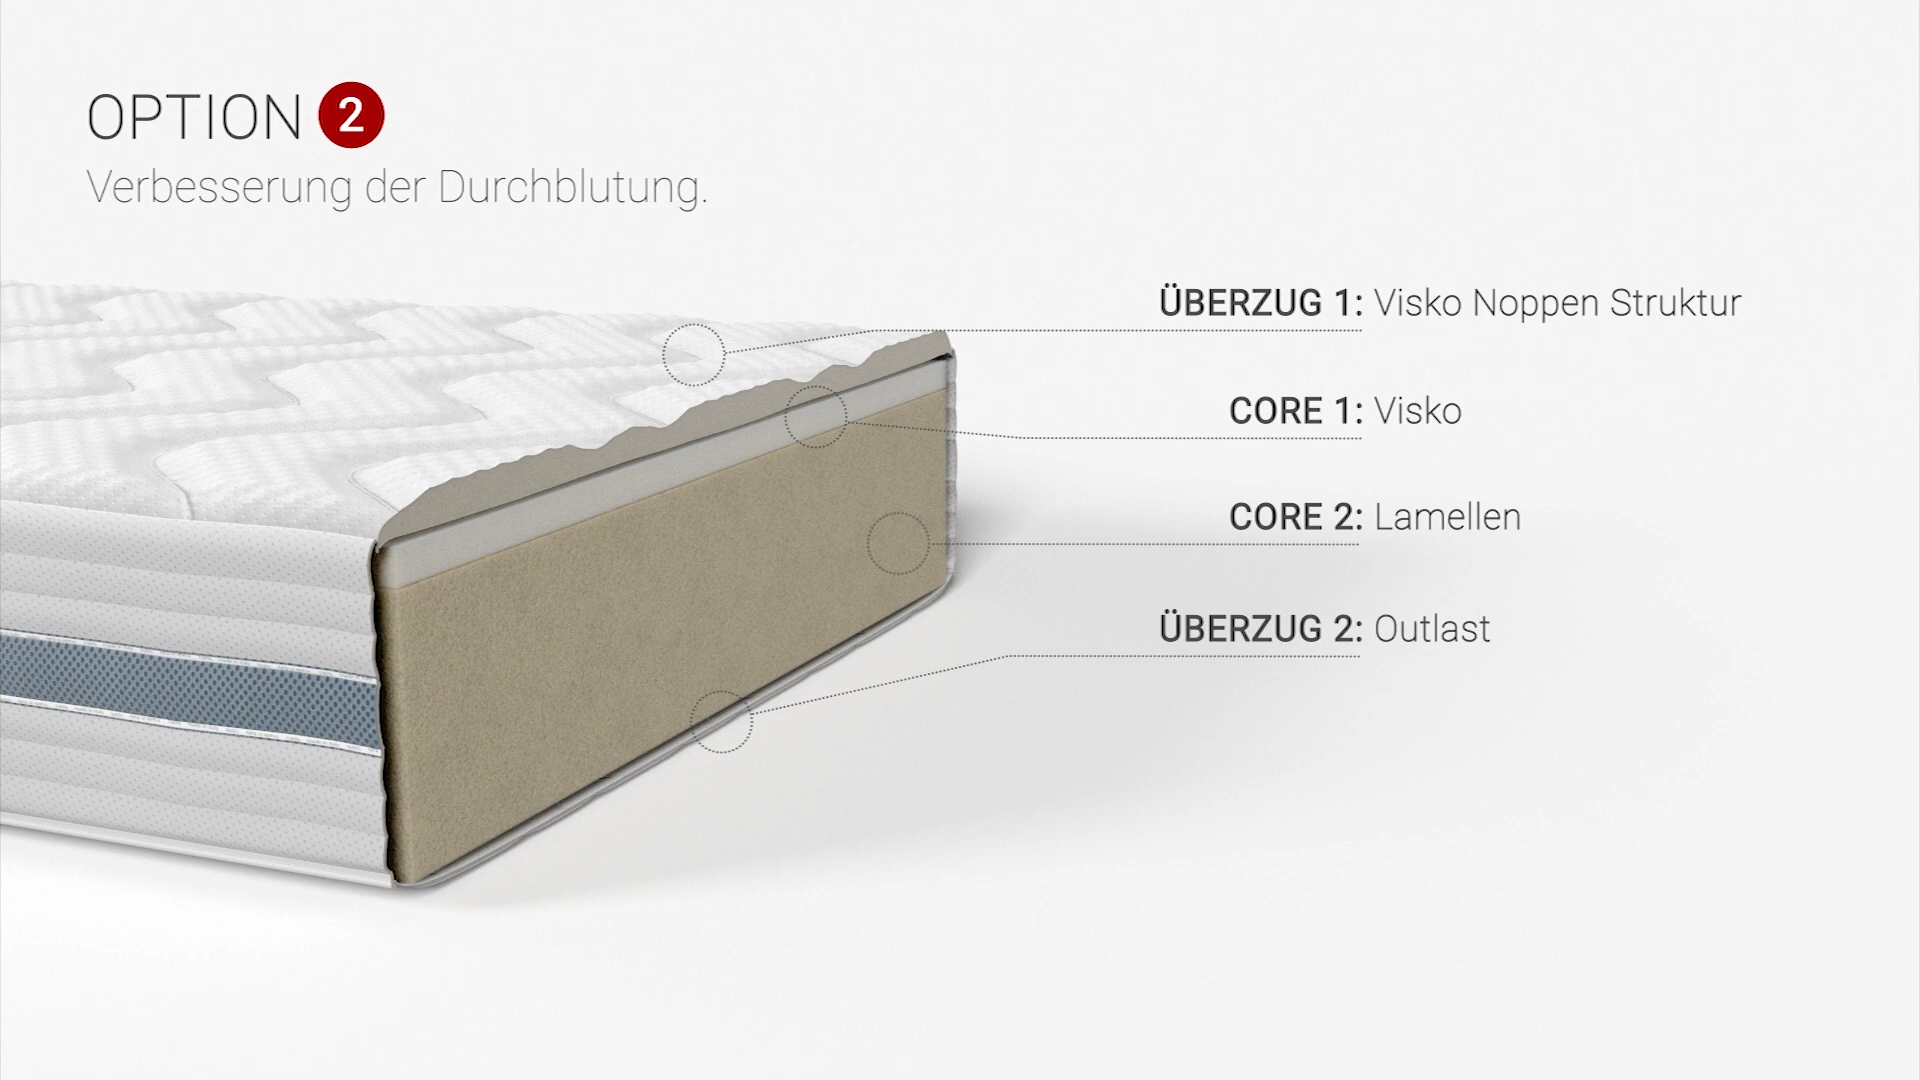 OPTION 2
Verbesserung der Durchblutung.
ÜBERZUG 1: Visko Noppen Struktur
CORE 1: Visko
CORE 2: Lamellen
ÜBERZUG 2: Outlast